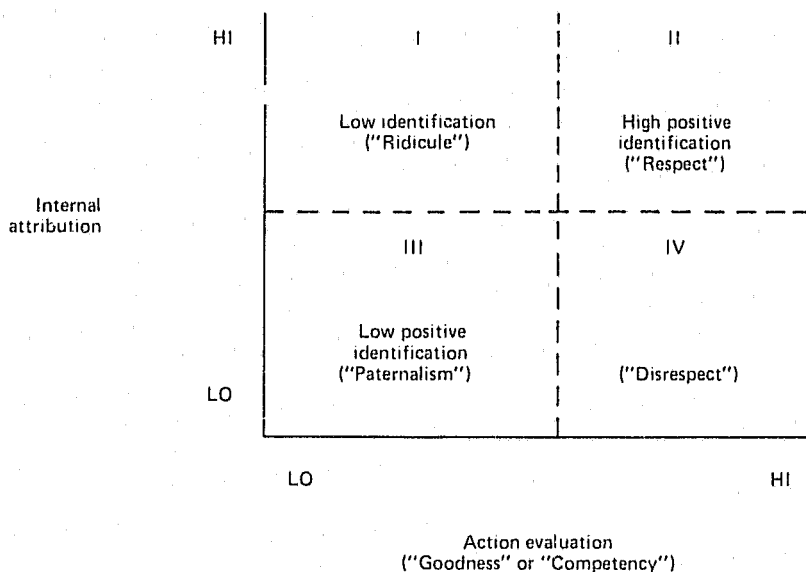 HI
I
II
Low identification
("Ridicule")
High positive
identification
("Respect")
Internal
attribution
III
IV
Low positive
identification
("Paternalism")
("Disrespect")
LO
LO
HI
Action evaluation
("Goodness" or "Competency")